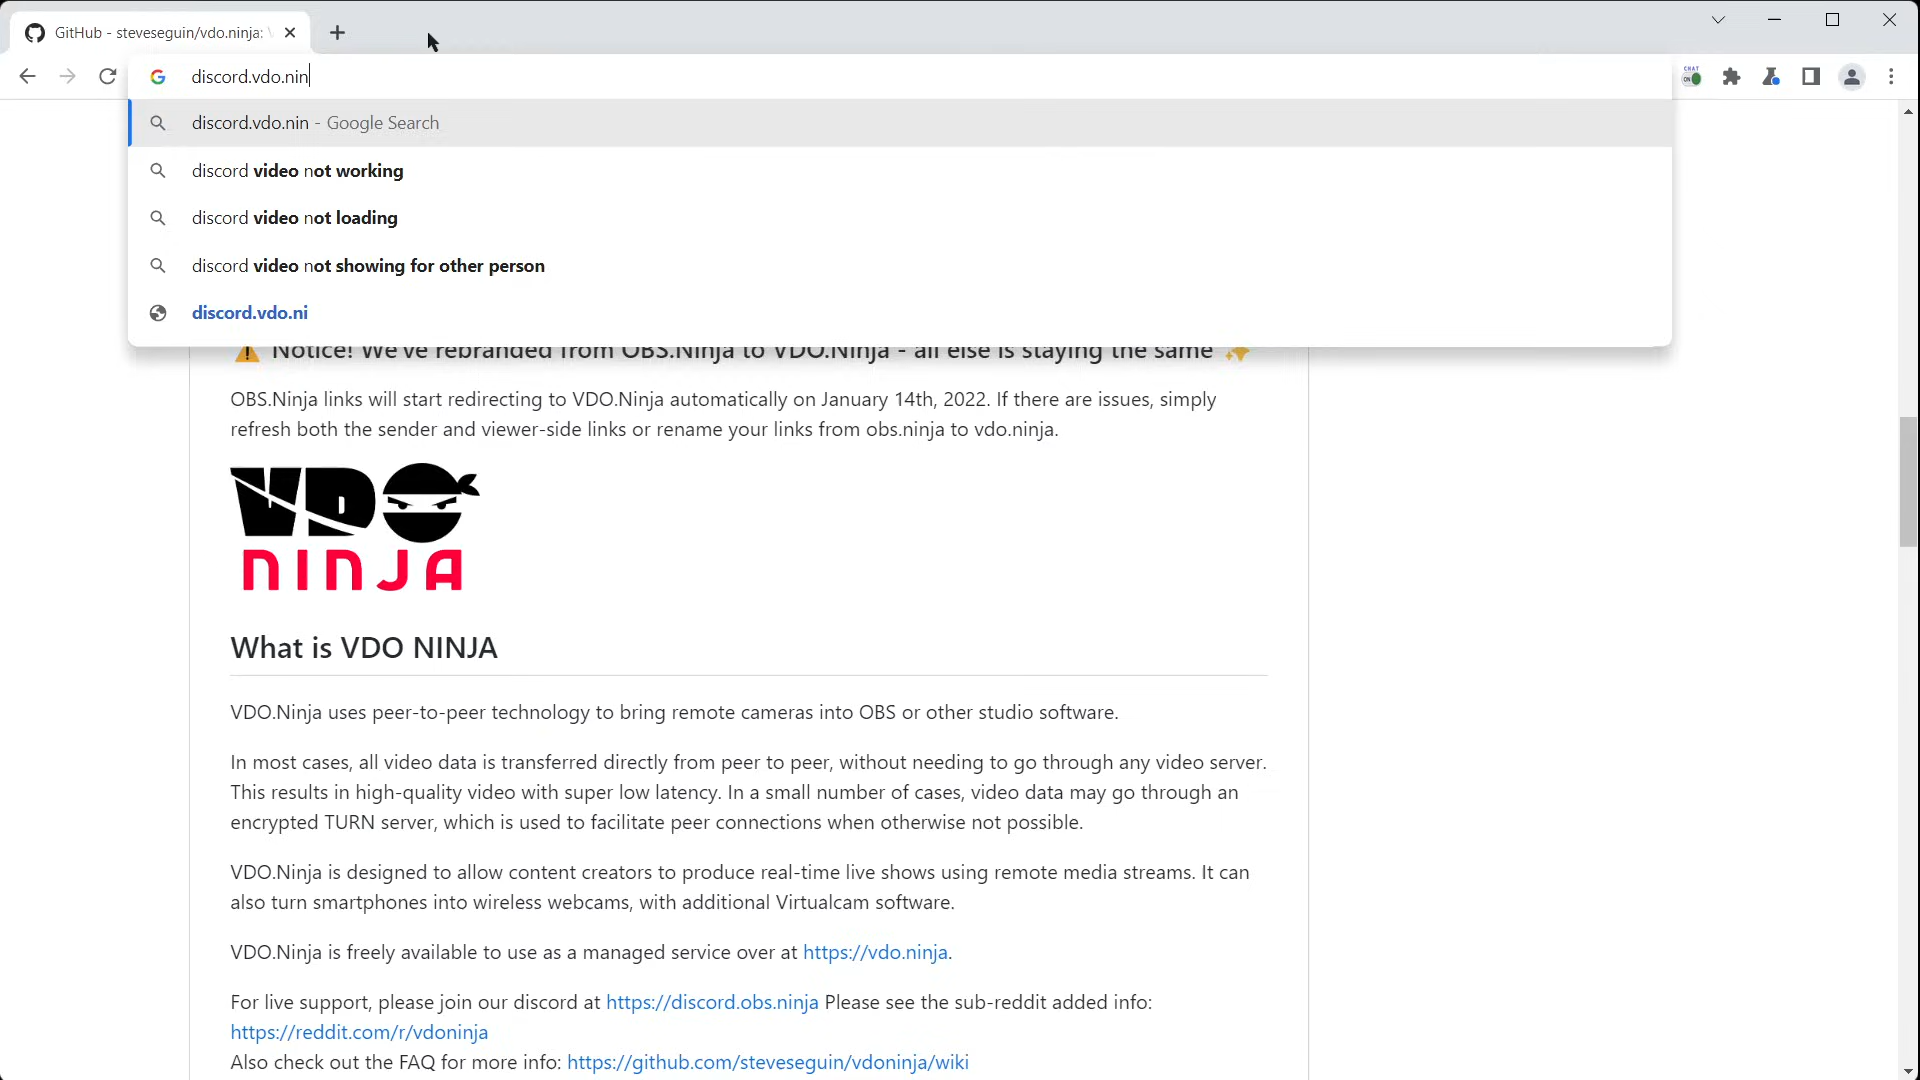 GitHub - steveseguin/vdo.ninja:
discord.vdo.nin
CHAT
ON
discord.vdo.nin - Google Search
discord video not working
discord video not loading
discord video not showing for other person
discord.vdo.ni
Notice! We've rebranded from OBS.Ninja to VDO.Ninja - all else is staying the same
OBS.Ninja links will start redirecting to VDO.Ninja automatically on January 14th, 2022. If there are issues, simply
refresh both the sender and viewer-side links or rename your links from obs.ninja to vdo.ninja.
VDO
NINJA
What is VDO NINJA
VDO.Ninja uses peer-to-peer technology to bring remote cameras into OBS or other studio software.
In most cases, all video data is transferred directly from peer to peer, without needing to go through any video server.
This results in high-quality video with super low latency. In a small number of cases, video data may go through an
encrypted TURN server, which is used to facilitate peer connections when otherwise not possible.
VDO.Ninja is designed to allow content creators to produce real-time live shows using remote media streams. It can
also turn smartphones into wireless webcams, with additional Virtualcam software.
VDO.Ninja is freely available to use as a managed service over at https://vdo.ninja.
For live support, please join our discord at https://discord.obs.ninja Please see the sub-reddit added info:
https://reddit.com/r/vdoninja
Also check out the FAQ for more info: https://github.com/steveseguin/vdoninja/wiki